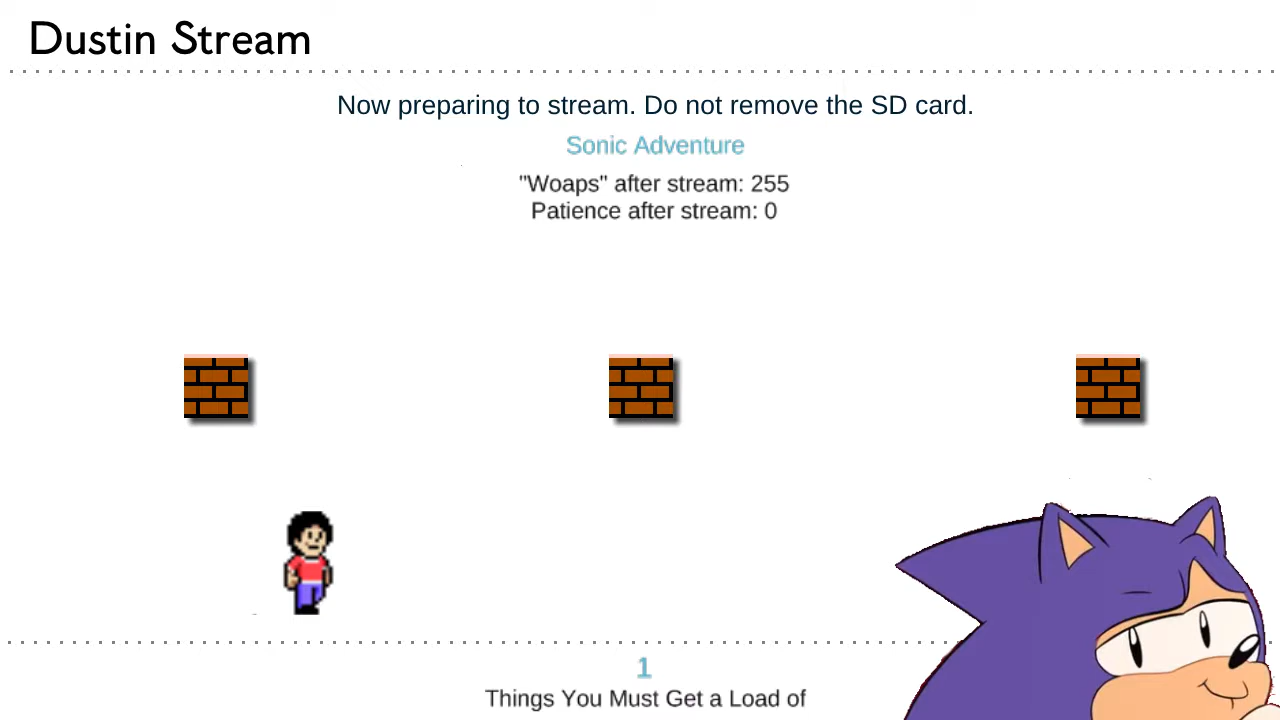 Dustin Stream
Now preparing to stream. Do not remove the SD card.
Sonic Adventure
"Woaps" after stream: 255
Patience after stream: 0
1
Things You Must Get a Load of